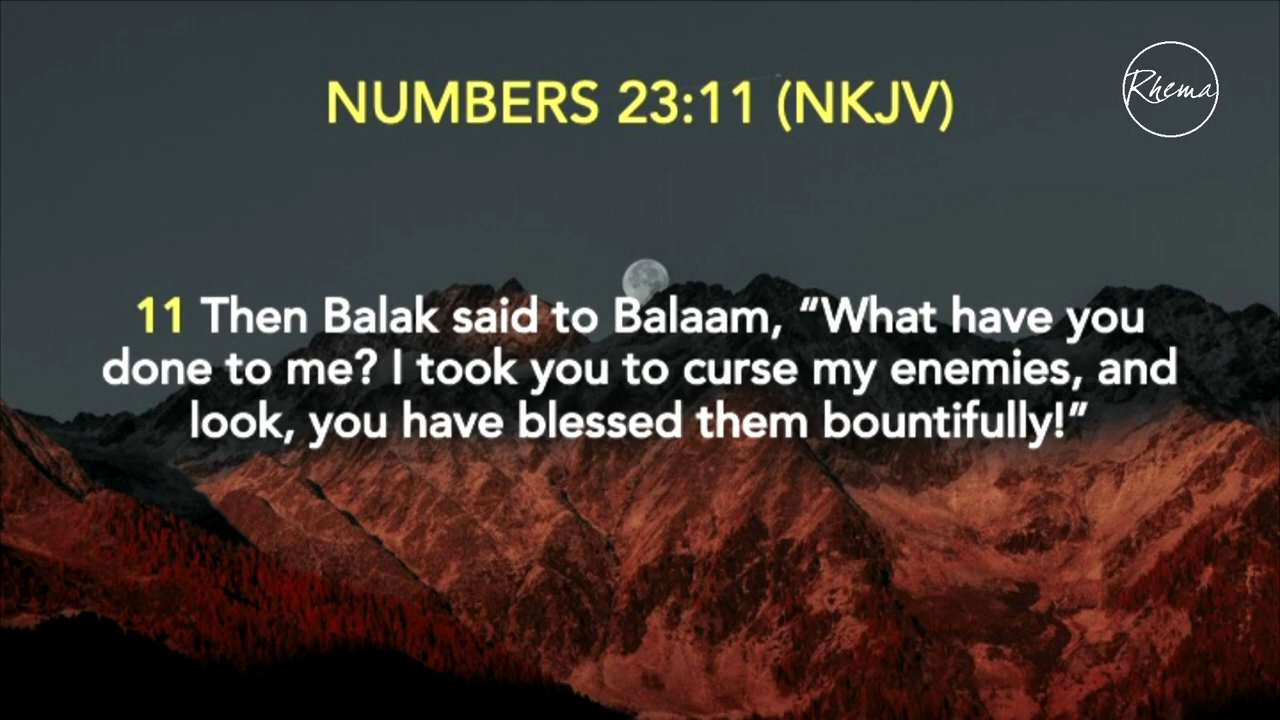 NUMBERS 23:11 (NKJV)
Rhema
11 Then Balak said to Balaam, “What have you
done to me? I took you to curse my enemies, and
look, you have blessed them bountifully!”